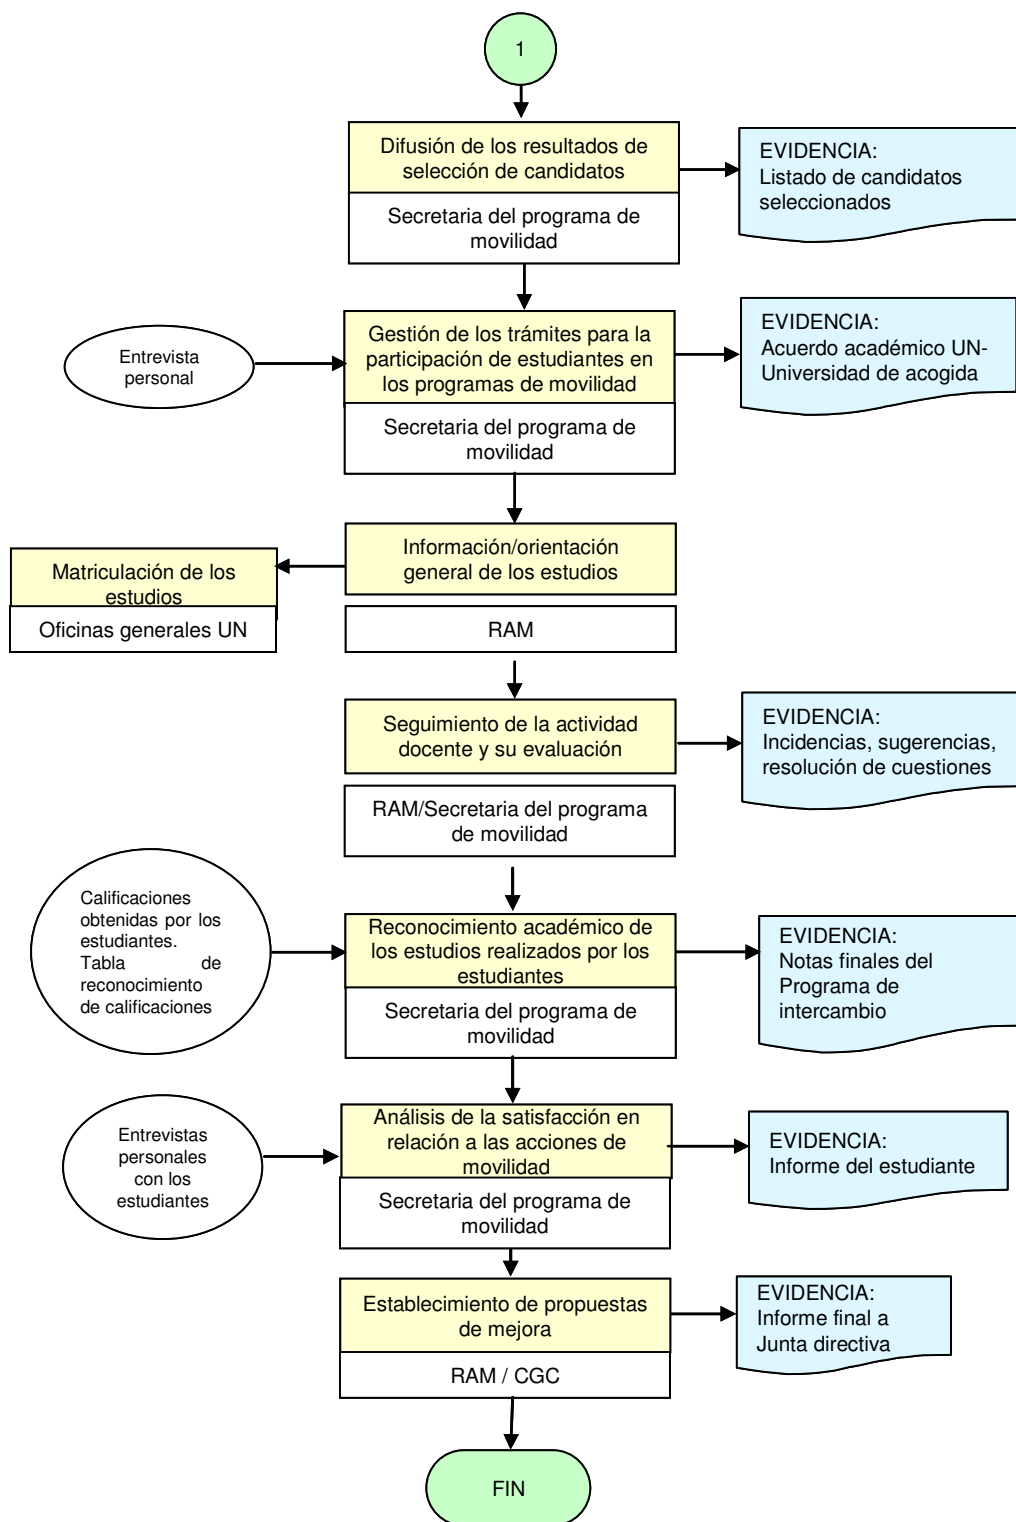 1
Difusión de los resultados de
selección de candidatos
Secretaria del programa de
movilidad
EVIDENCIA:
Listado de candidatos
seleccionados
Entrevista
personal
Gestión de los trámites para la
participación de estudiantes en
los programas de movilidad
Secretaria del programa de
movilidad
EVIDENCIA:
Acuerdo académico UN-
Universidad de acogida
Información/orientación
general de los estudios
RAM
Matriculación de los
estudios
Oficinas generales UN
Seguimiento de la actividad
docente y su evaluación
RAM/Secretaria del programa
de movilidad
EVIDENCIA:
Incidencias, sugerencias,
resolución de cuestiones
Calificaciones
obtenidas por los
estudiantes.
Tabla de
reconocimiento
de calificaciones
Reconocimiento académico de
los estudios realizados por los
estudiantes
Secretaria del programa de
movilidad
EVIDENCIA:
Notas finales del
Programa de
intercambio
Entrevistas
personales
con los
estudiantes
Análisis de la satisfacción en
relación a las acciones de
movilidad
Secretaria del programa de
movilidad
EVIDENCIA:
Informe del estudiante
Establecimiento de propuestas
de mejora
RAM / CGC
EVIDENCIA:
Informe final a
Junta directiva
FIN